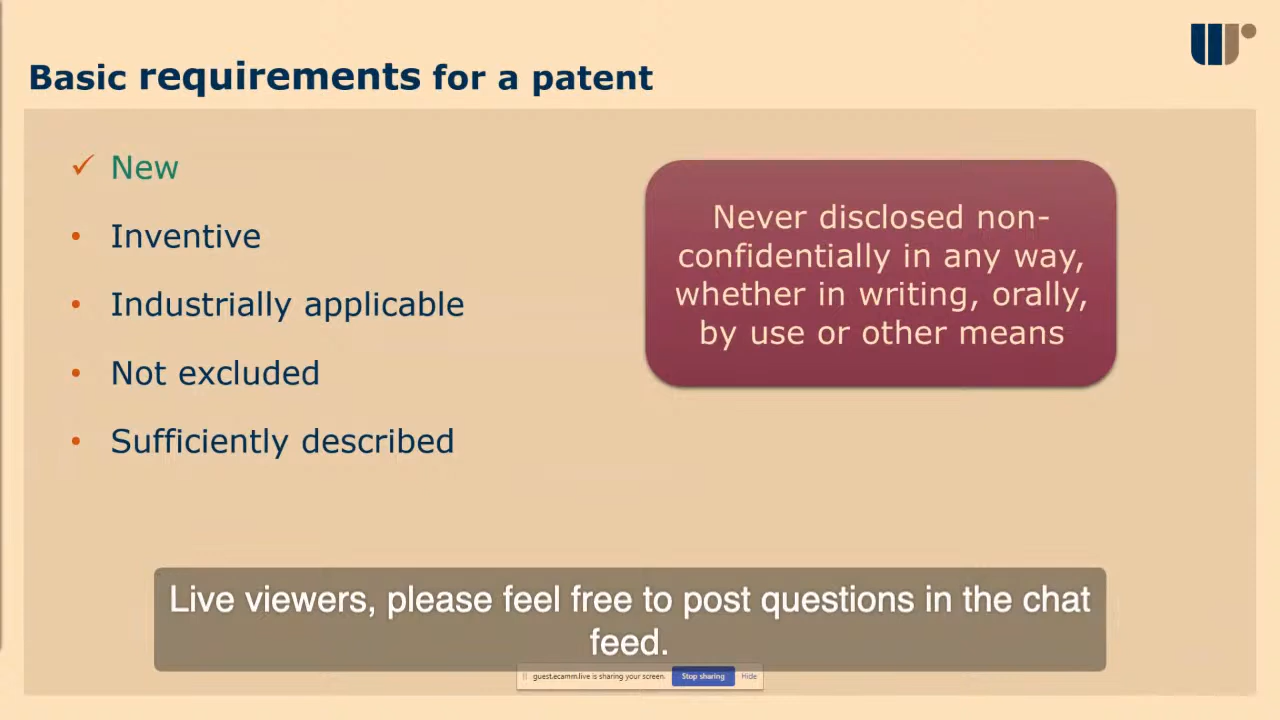 Basic requirements for a patent
✓ New
• Inventive
• Industrially applicable
• Not excluded
• Sufficiently described
Never disclosed non-
confidentially in any way,
whether in writing, orally,
by use or other means
Live viewers, please feel free to post questions in the chat
feed.
guest.ecamm.live is sharing your screen. Stop sharing Hide